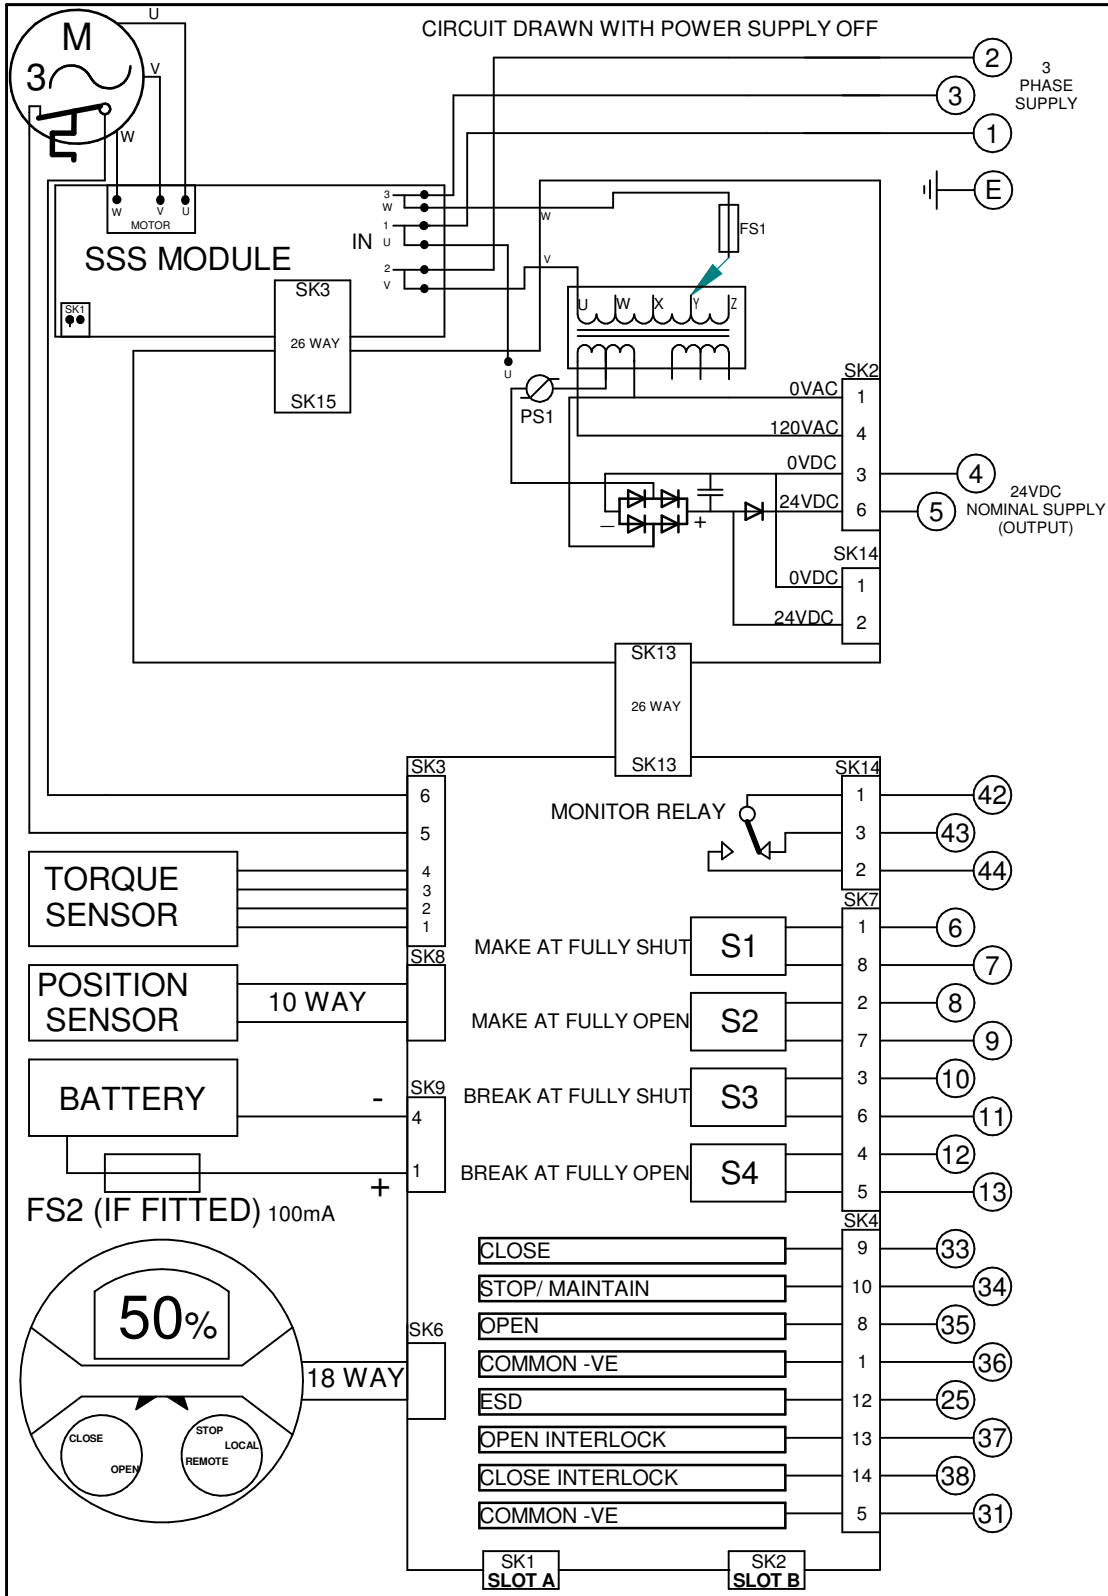 U
CIRCUIT DRAWN WITH POWER SUPPLY OFF
M
3
V
W
2
3
PHASE
SUPPLY
3
1
E
W V U
MOTOR
SSS MODULE
IN
3
W
1
U
2
V
W
V
FS1
U W X Y Z
SK1
SK3
26 WAY
SK15
U
PS1
SK2
0VAC 1
120VAC 4
0VDC 3 4
24VDC 6 5
24VDC
NOMINAL SUPPLY
(OUTPUT)
– +
SK14
0VDC 1
24VDC 2
SK13
26 WAY
SK13
SK3
6
5
4
3
2
1
TORQUE
SENSOR
SK14
MONITOR RELAY
1 42
3 43
2 44
SK7
MAKE AT FULLY SHUT S1 1 6
8 7
MAKE AT FULLY OPEN S2 2 8
7 9
BREAK AT FULLY SHUT S3 3 10
6 11
BREAK AT FULLY OPEN S4 4 12
5 13
SK8
POSITION
SENSOR
10 WAY
SK9
BATTERY
- 4
+ 1
FS2 (IF FITTED) 100mA
SK4
CLOSE 9 33
STOP/ MAINTAIN 10 34
OPEN 8 35
COMMON -VE 1 36
ESD 12 25
OPEN INTERLOCK 13 37
CLOSE INTERLOCK 14 38
COMMON -VE 5 31
50%
SK6
18 WAY
CLOSE
OPEN
STOP
LOCAL
REMOTE
SK1
SLOT A
SK2
SLOT B